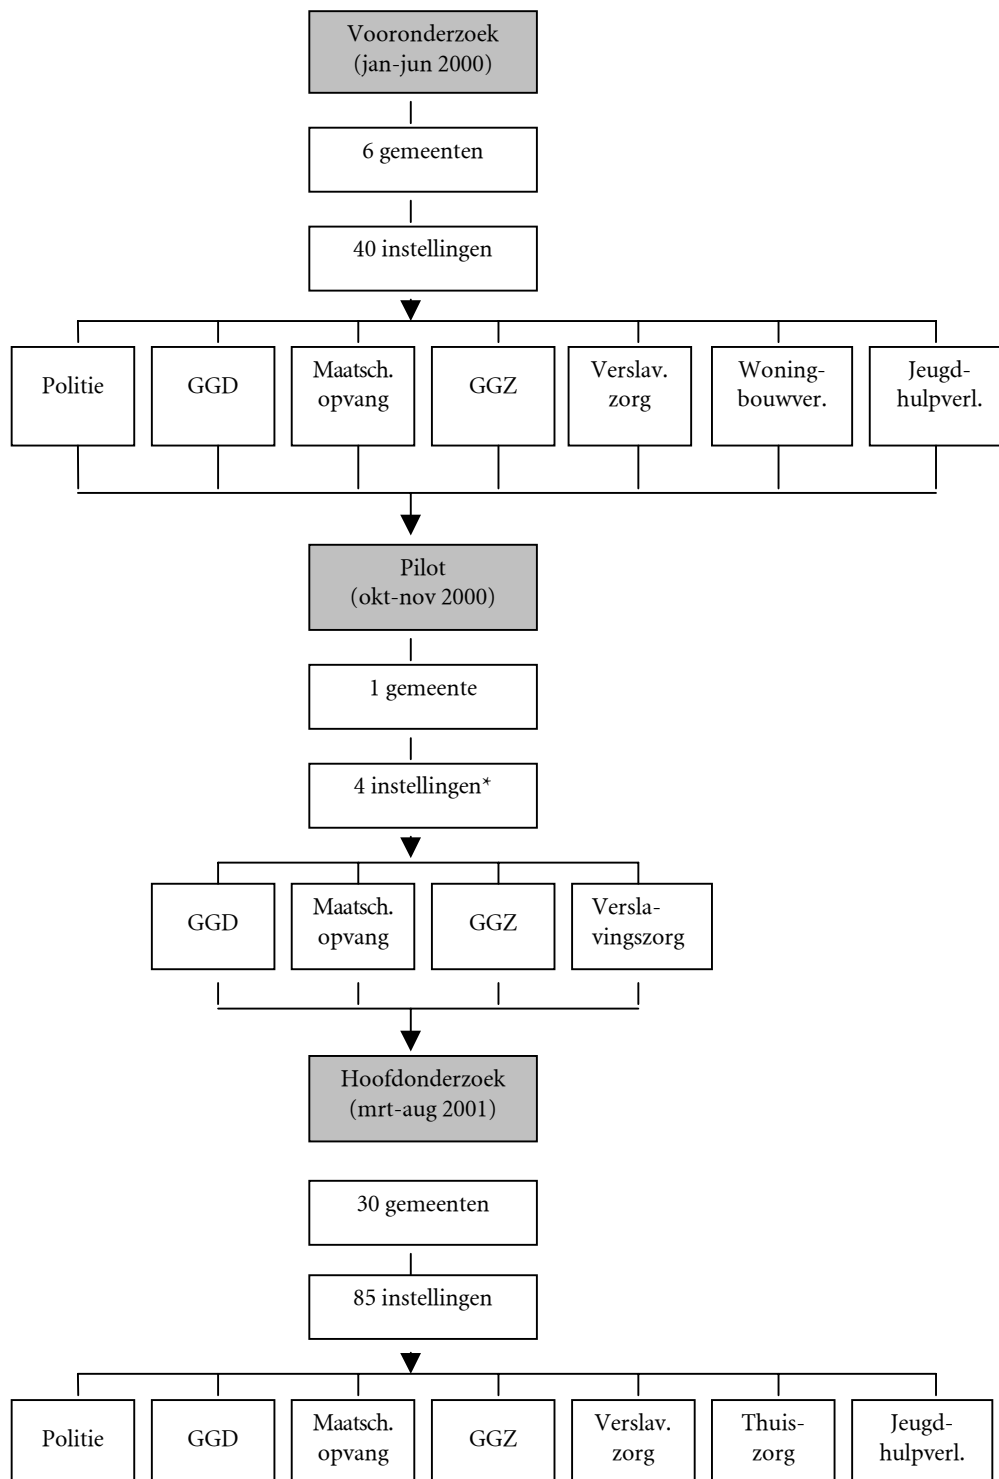 Vooronderzoek
(jan-jun 2000)
6 gemeenten
40 instellingen
Politie
GGD
Maatsch.
opvang
GGZ
Verslav.
zorg
Woning-
bouwver.
Jeugd-
hulpverl.
Pilot
(okt-nov 2000)
1 gemeente
4 instellingen*
GGD
Maatsch.
opvang
GGZ
Versla-
vingszorg
Hoofdonderzoek
(mrt-aug 2001)
30 gemeenten
85 instellingen
Politie
GGD
Maatsch.
opvang
GGZ
Verslav.
zorg
Thuis-
zorg
Jeugd-
hulpverl.